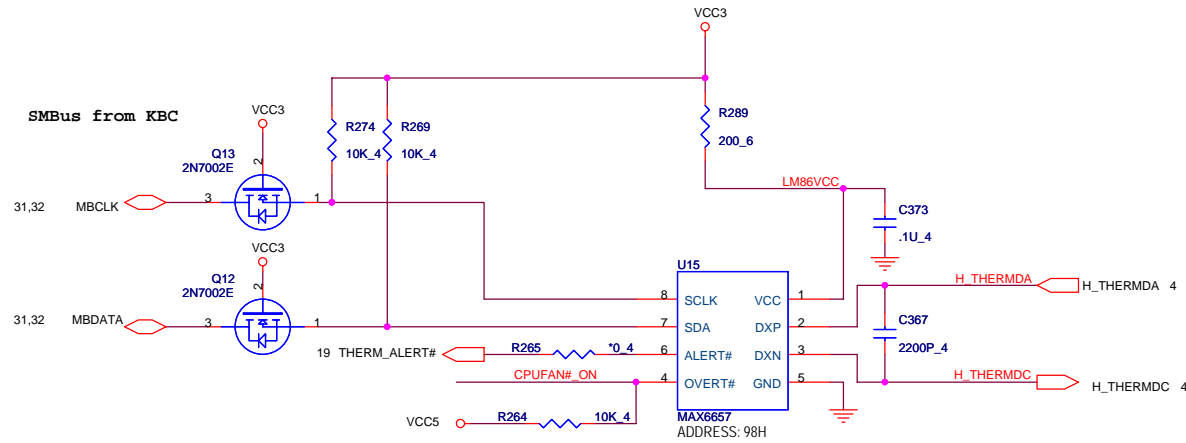 VCC3
SMBus from KBC
VCC3
R274
R269
10K_4
10K_4
R289
200_6
Q13
2N7002E
2
3
1
31,32 MBCLK
LM86VCC
C373
.1U_4
VCC3
Q12
2N7002E
2
3
1
31,32 MBDATA
U15
8 SCLK VCC 1
7 SDA DXP 2
6 ALERT# DXN 3
4 OVERT# GND 5
MAX6657
ADDRESS: 98H
H_THERMDA
H_THERMDA 4
C367
2200P_4
H_THERMDC
H_THERMDC 4
19 THERM_ALERT#
R265 *0_4
CPUFAN#_ON
VCC5
R264 10K_4